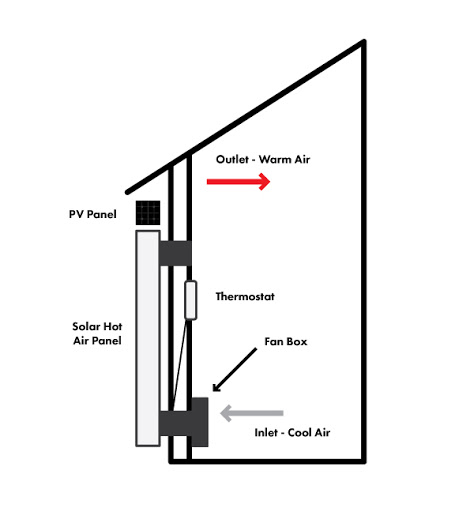 Outlet - Warm Air
PV Panel
Thermostat
Solar Hot
Air Panel
Fan Box
Inlet - Cool Air